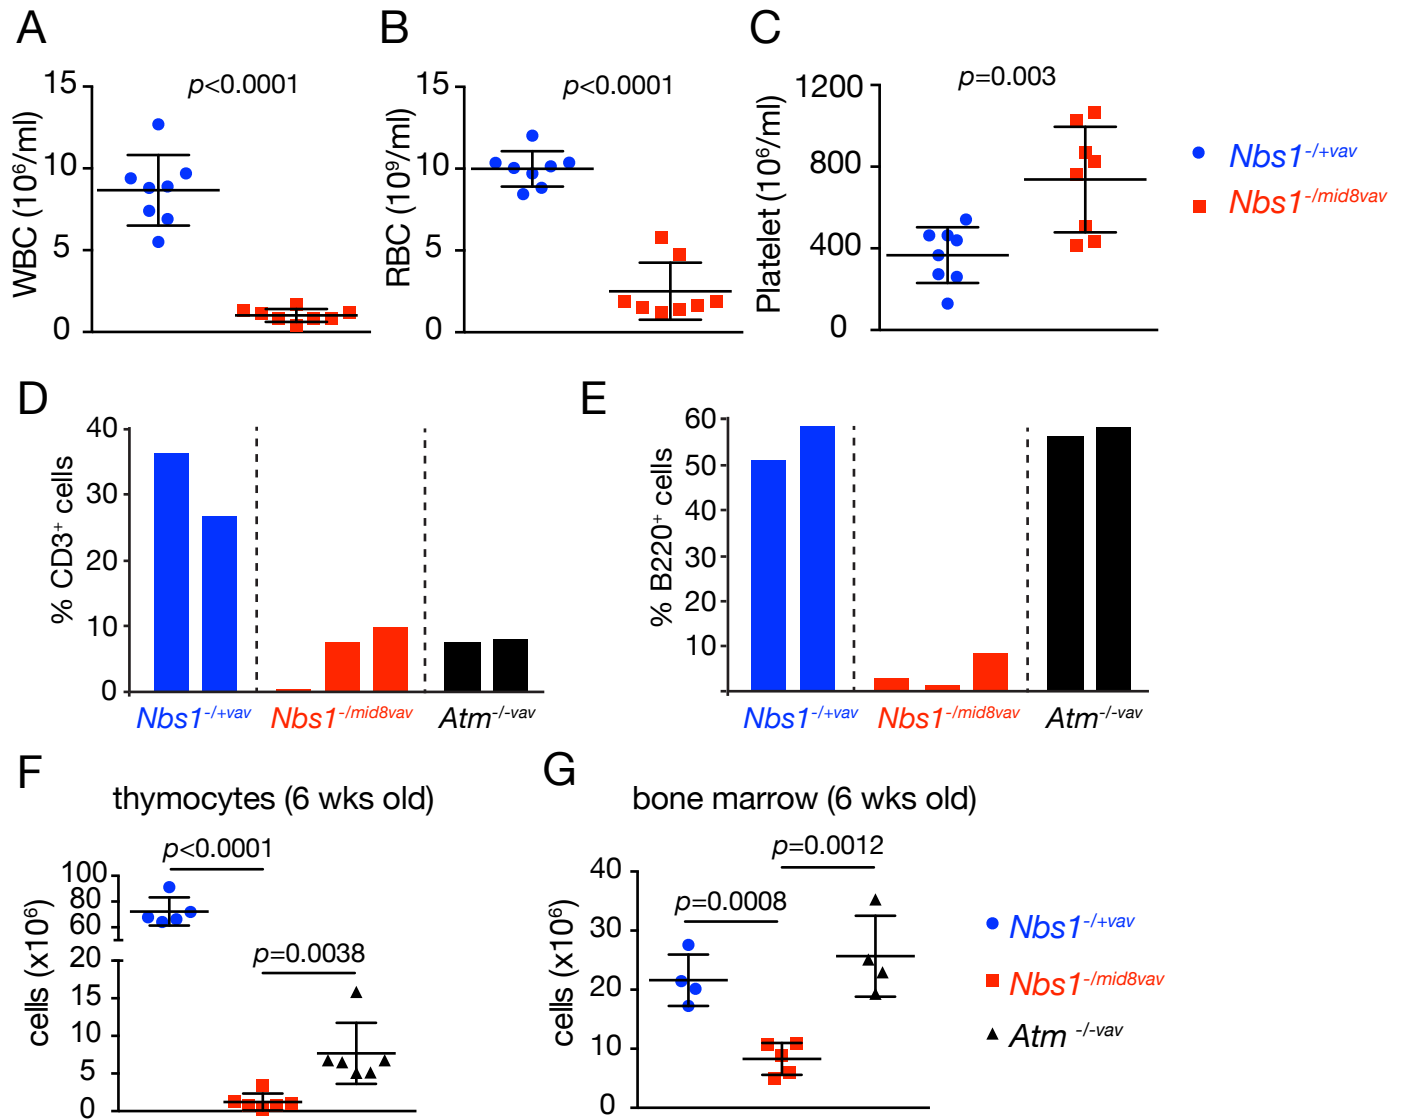 A
B
C
p<0.0001
p<0.0001
p=0.003
WBC (10⁶/ml)
15
10
5
0
RBC (10⁹/ml)
15
10
5
0
Platelet (10⁶/ml)
1200
800
400
0
Nbs1⁻/⁺ᵛᵃᵛ
Nbs1⁻/ᵐⁱᵈ⁸ᵛᵃᵛ
D
E
% CD3⁺ cells
40
30
20
10
0
Nbs1⁻/⁺ᵛᵃᵛ
Nbs1⁻/ᵐⁱᵈ⁸ᵛᵃᵛ
Atm⁻/⁻ᵛᵃᵛ
% B220⁺ cells
60
50
40
30
20
10
Nbs1⁻/⁺ᵛᵃᵛ
Nbs1⁻/ᵐⁱᵈ⁸ᵛᵃᵛ
Atm⁻/⁻ᵛᵃᵛ
F
thymocytes (6 wks old)
p<0.0001
p=0.0038
cells (x10⁶)
100
80
60
20
15
10
5
0
G
bone marrow (6 wks old)
p=0.0012
p=0.0008
cells (x10⁶)
40
30
20
10
0
Nbs1⁻/⁺ᵛᵃᵛ
Nbs1⁻/ᵐⁱᵈ⁸ᵛᵃᵛ
Atm ⁻/⁻ᵛᵃᵛ